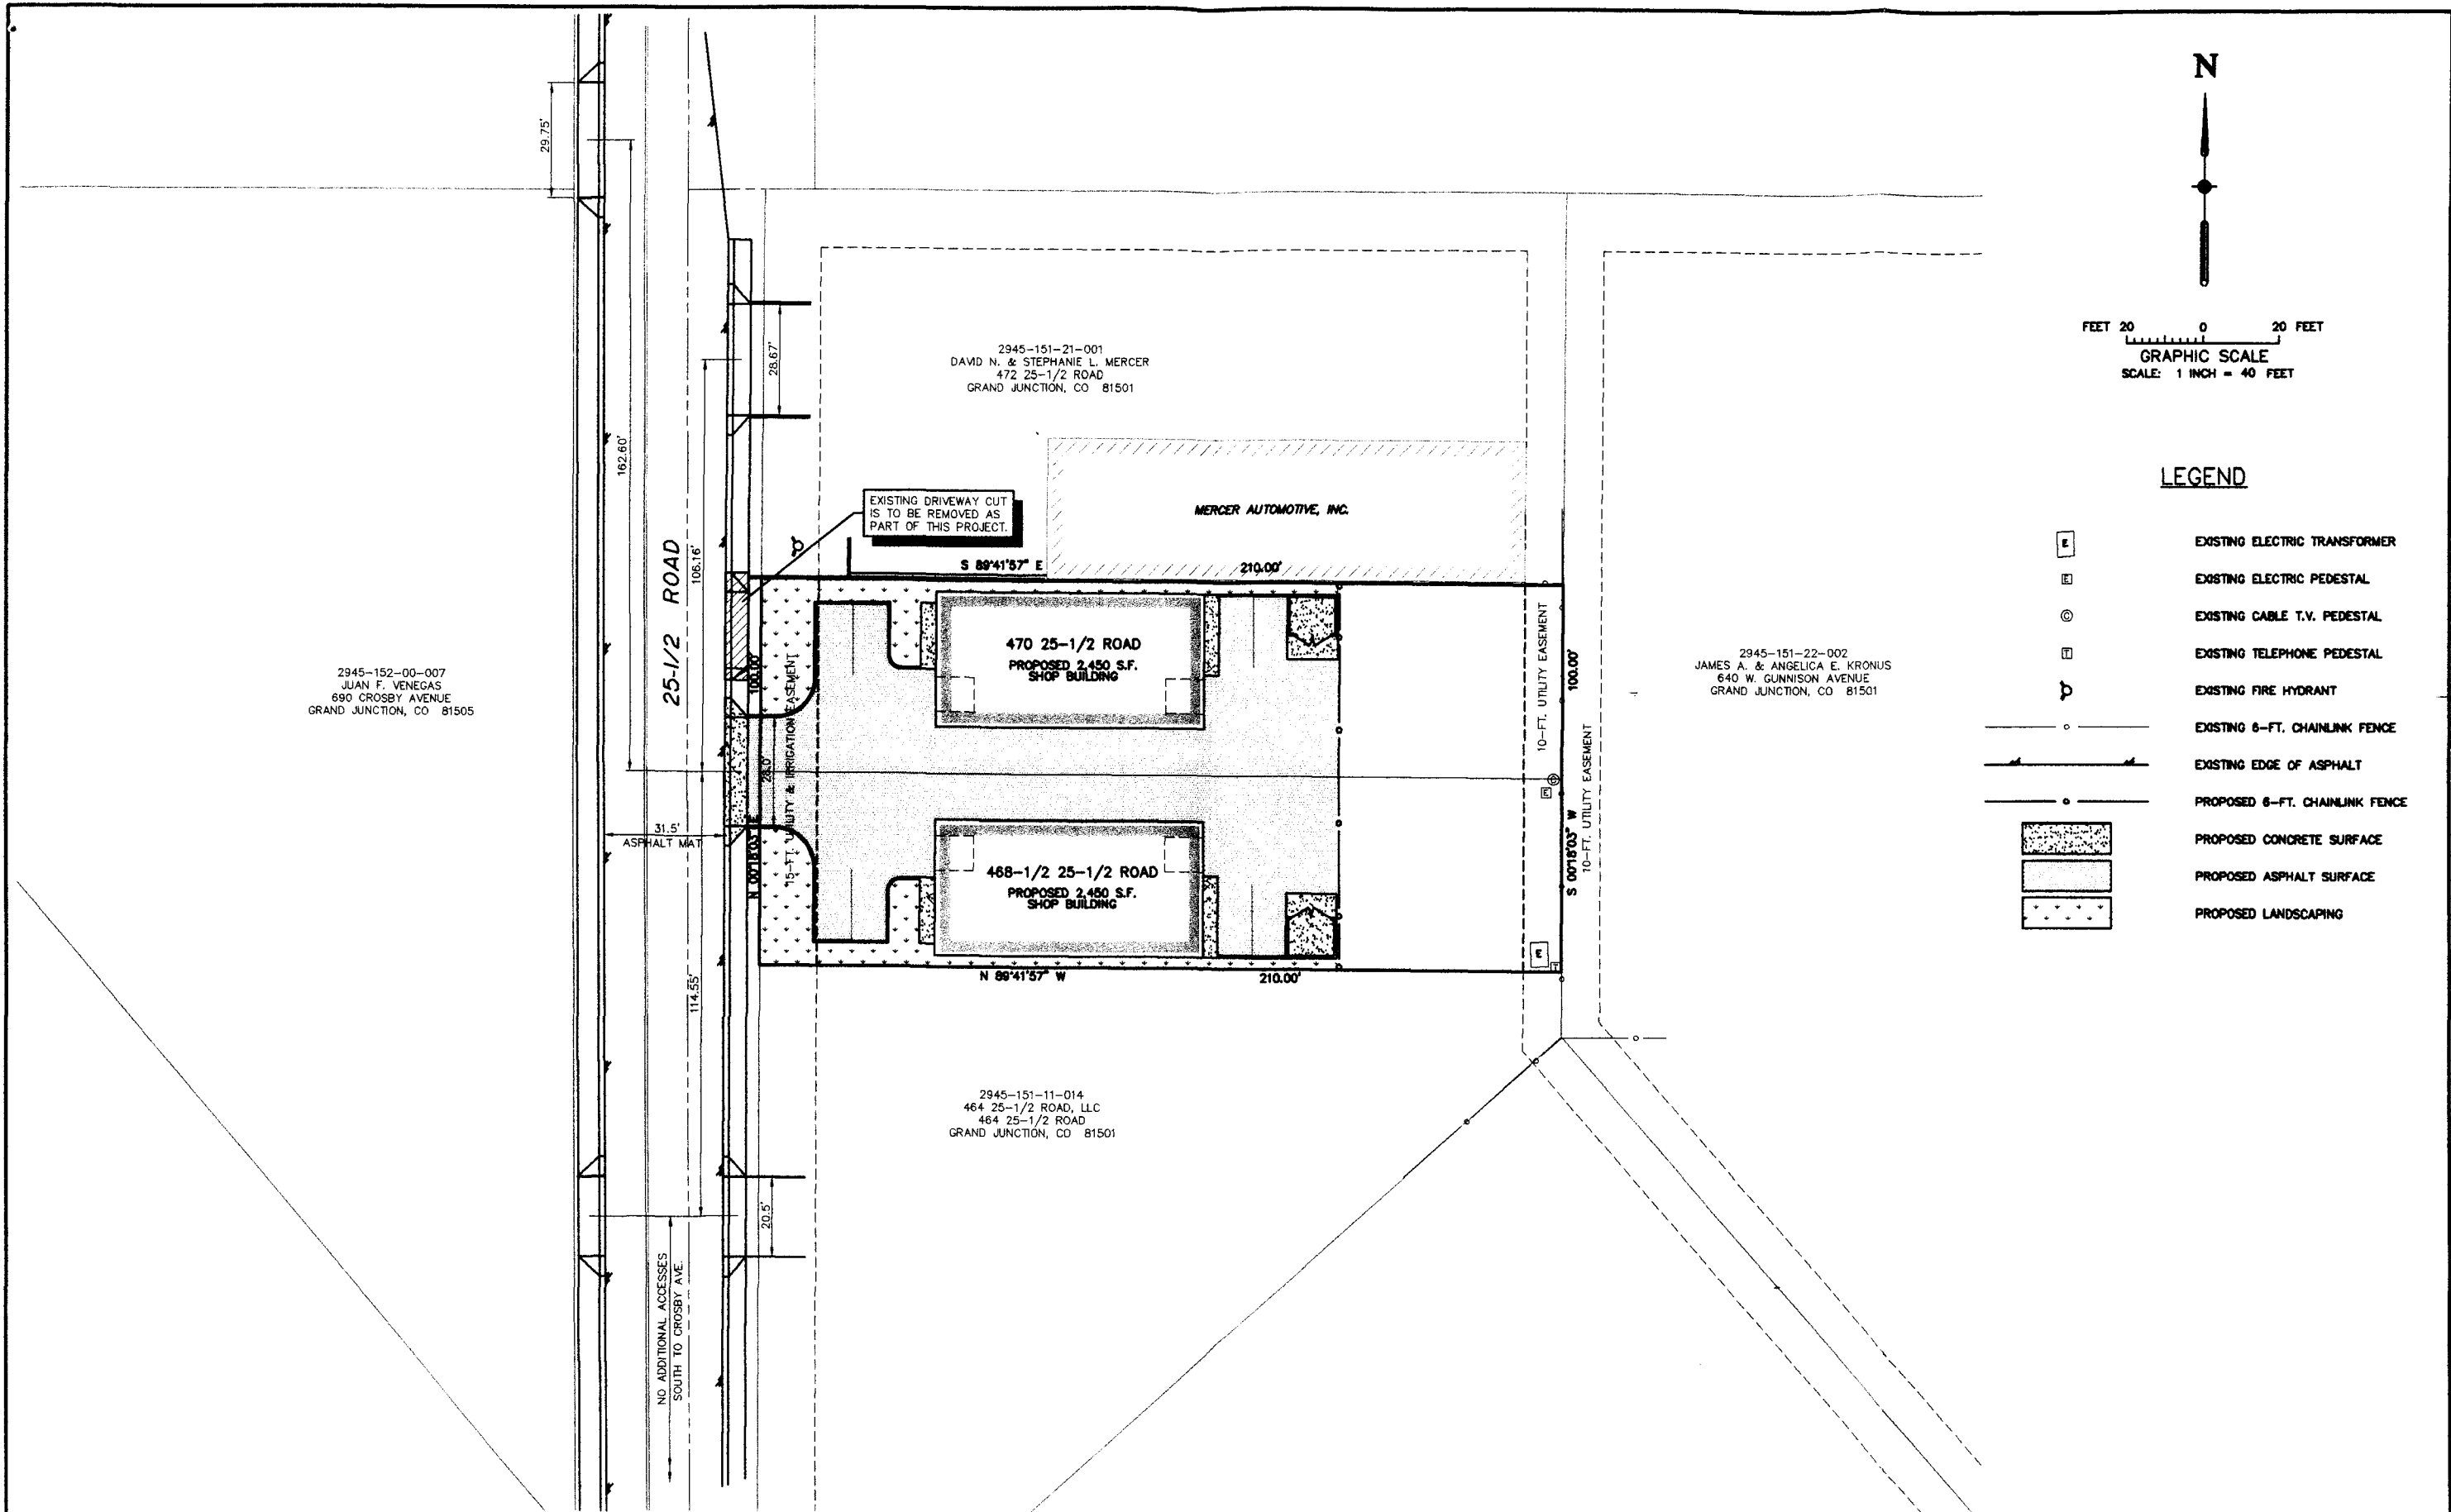 N
FEET 20 0 20 FEET
GRAPHIC SCALE
SCALE: 1 INCH = 40 FEET
LEGEND
E EXISTING ELECTRIC TRANSFORMER
E EXISTING ELECTRIC PEDESTAL
C EXISTING CABLE T.V. PEDESTAL
T EXISTING TELEPHONE PEDESTAL
EXISTING FIRE HYDRANT
EXISTING 6-FT. CHAINLINK FENCE
EXISTING EDGE OF ASPHALT
PROPOSED 6-FT. CHAINLINK FENCE
PROPOSED CONCRETE SURFACE
PROPOSED ASPHALT SURFACE
PROPOSED LANDSCAPING
29.75'
162.60'
28.67'
106.16'
25-1/2 ROAD
2945-151-21-001
DAVID N. & STEPHANIE L. MERCER
472 25-1/2 ROAD
GRAND JUNCTION, CO 81501
EXISTING DRIVEWAY CUT
IS TO BE REMOVED AS
PART OF THIS PROJECT.
MERCER AUTOMOTIVE, INC.
S 89°41'57" E 210.00'
2945-152-00-007
JUAN F. VENEGAS
690 CROSBY AVENUE
GRAND JUNCTION, CO 81505
470 25-1/2 ROAD
PROPOSED 2,450 S.F.
SHOP BUILDING
100.00'
N 00°18'03" E
28.0'
15-FT. UTILITY & IRRIGATION EASEMENT
31.5'
ASPHALT MAT
468-1/2 25-1/2 ROAD
PROPOSED 2,450 S.F.
SHOP BUILDING
10-FT. UTILITY EASEMENT
100.00'
S 00°18'03" W
10-FT. UTILITY EASEMENT
C
E
E
T
2945-151-22-002
JAMES A. & ANGELICA E. KRONUS
640 W. GUNNISON AVENUE
GRAND JUNCTION, CO 81501
N 89°41'57" W 210.00'
114.55'
2945-151-11-014
464 25-1/2 ROAD, LLC
464 25-1/2 ROAD
GRAND JUNCTION, CO 81501
20.5'
NO ADDITIONAL ACCESSES
SOUTH TO CROSBY AVE.